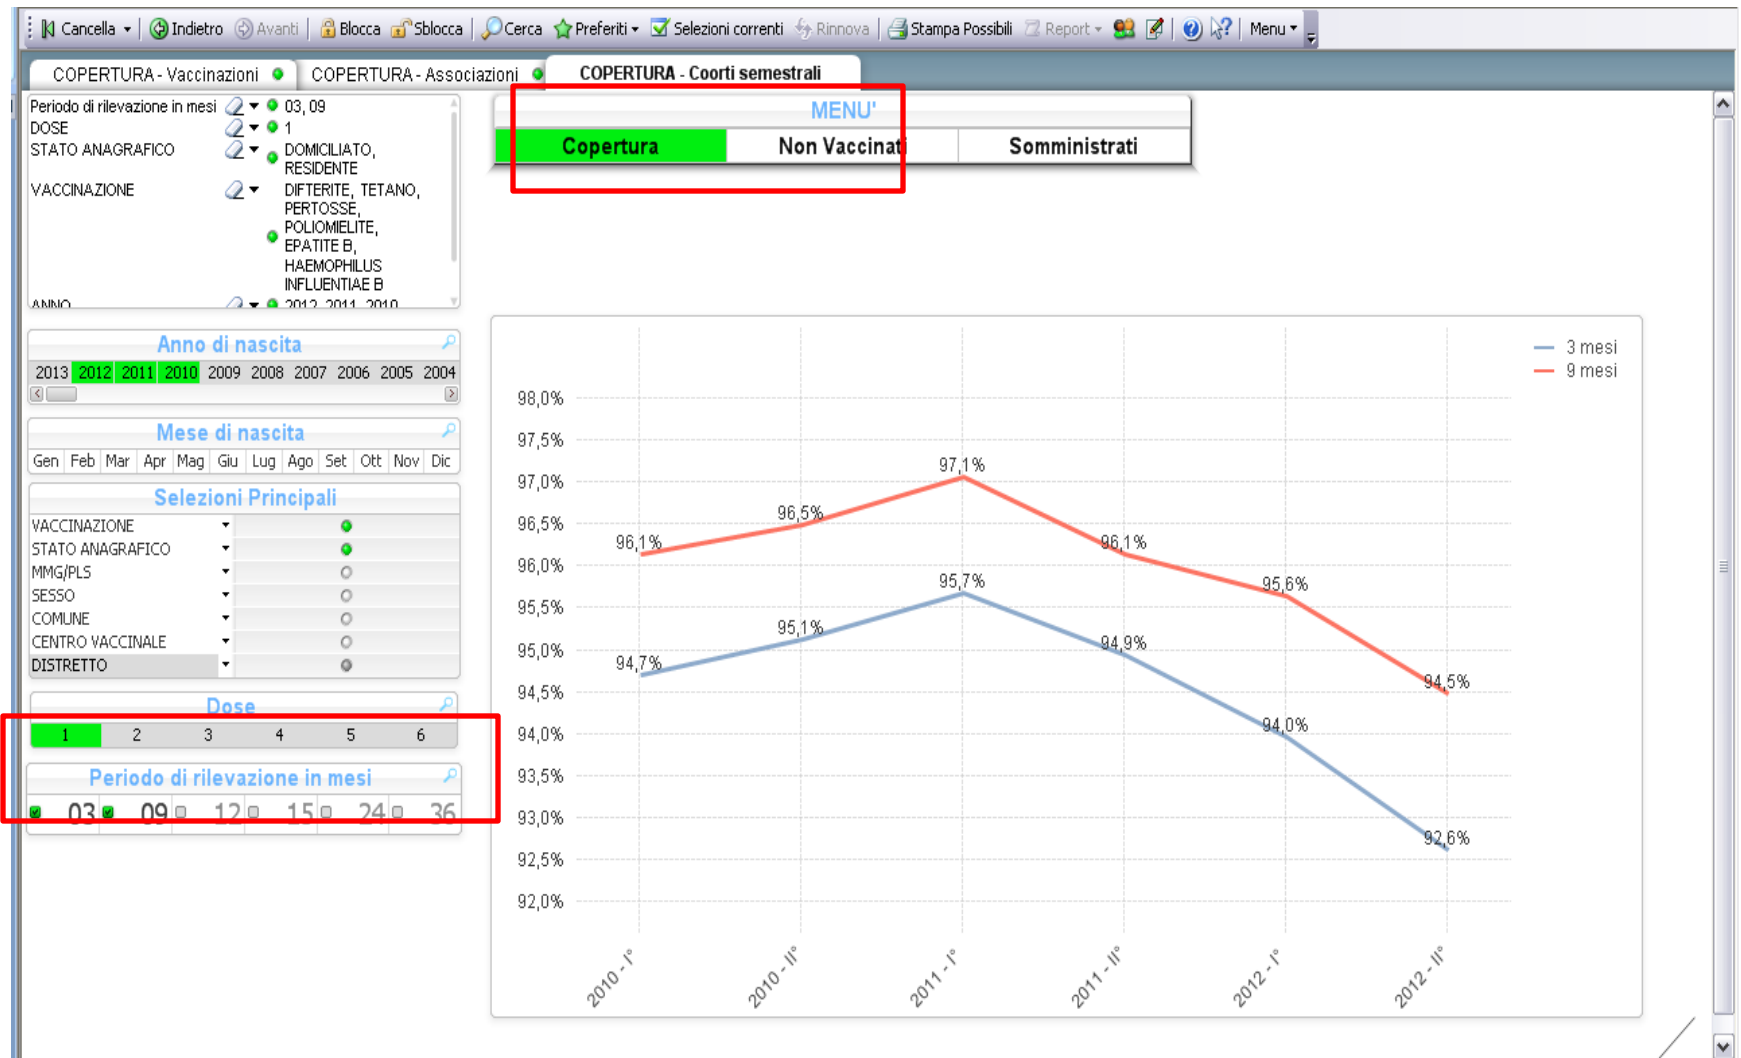 Cancella Indietro Avanti Blocca Sblocca Cerca Preferiti Selezioni correnti Rinnova Stampa Possibili Report Menu
COPERTURA - Vaccinazioni COPERTURA - Associazioni COPERTURA - Coorti semestrali
Periodo di rilevazione in mesi 03, 09
DOSE 1
STATO ANAGRAFICO DOMICILIATO,
RESIDENTE
VACCINAZIONE DIFTERITE, TETANO,
PERTOSSE,
POLIOMIELITE,
EPATITE B,
HAEMOPHILUS
INFLUENTIAE B
ANNO 2012, 2011, 2010
MENU'
Copertura Non Vaccinati Somministrati
Anno di nascita
2013 2012 2011 2010 2009 2008 2007 2006 2005 2004
Mese di nascita
Gen Feb Mar Apr Mag Giu Lug Ago Set Ott Nov Dic
Selezioni Principali
VACCINAZIONE
STATO ANAGRAFICO
MMG/PLS
SESSO
COMUNE
CENTRO VACCINALE
DISTRETTO
Dose
1 2 3 4 5 6
Periodo di rilevazione in mesi
03 09 12 15 24 36
3 mesi
9 mesi
98,0%
97,5%
97,0%
96,5%
96,0%
95,5%
95,0%
94,5%
94,0%
93,5%
93,0%
92,5%
92,0%
96,1% 96,5% 97,1% 96,1% 95,6% 94,5%
94,7% 95,1% 95,7% 94,9% 94,0% 92,6%
2010 - I° 2010 - II° 2011 - I° 2011 - II° 2012 - I° 2012 - II°